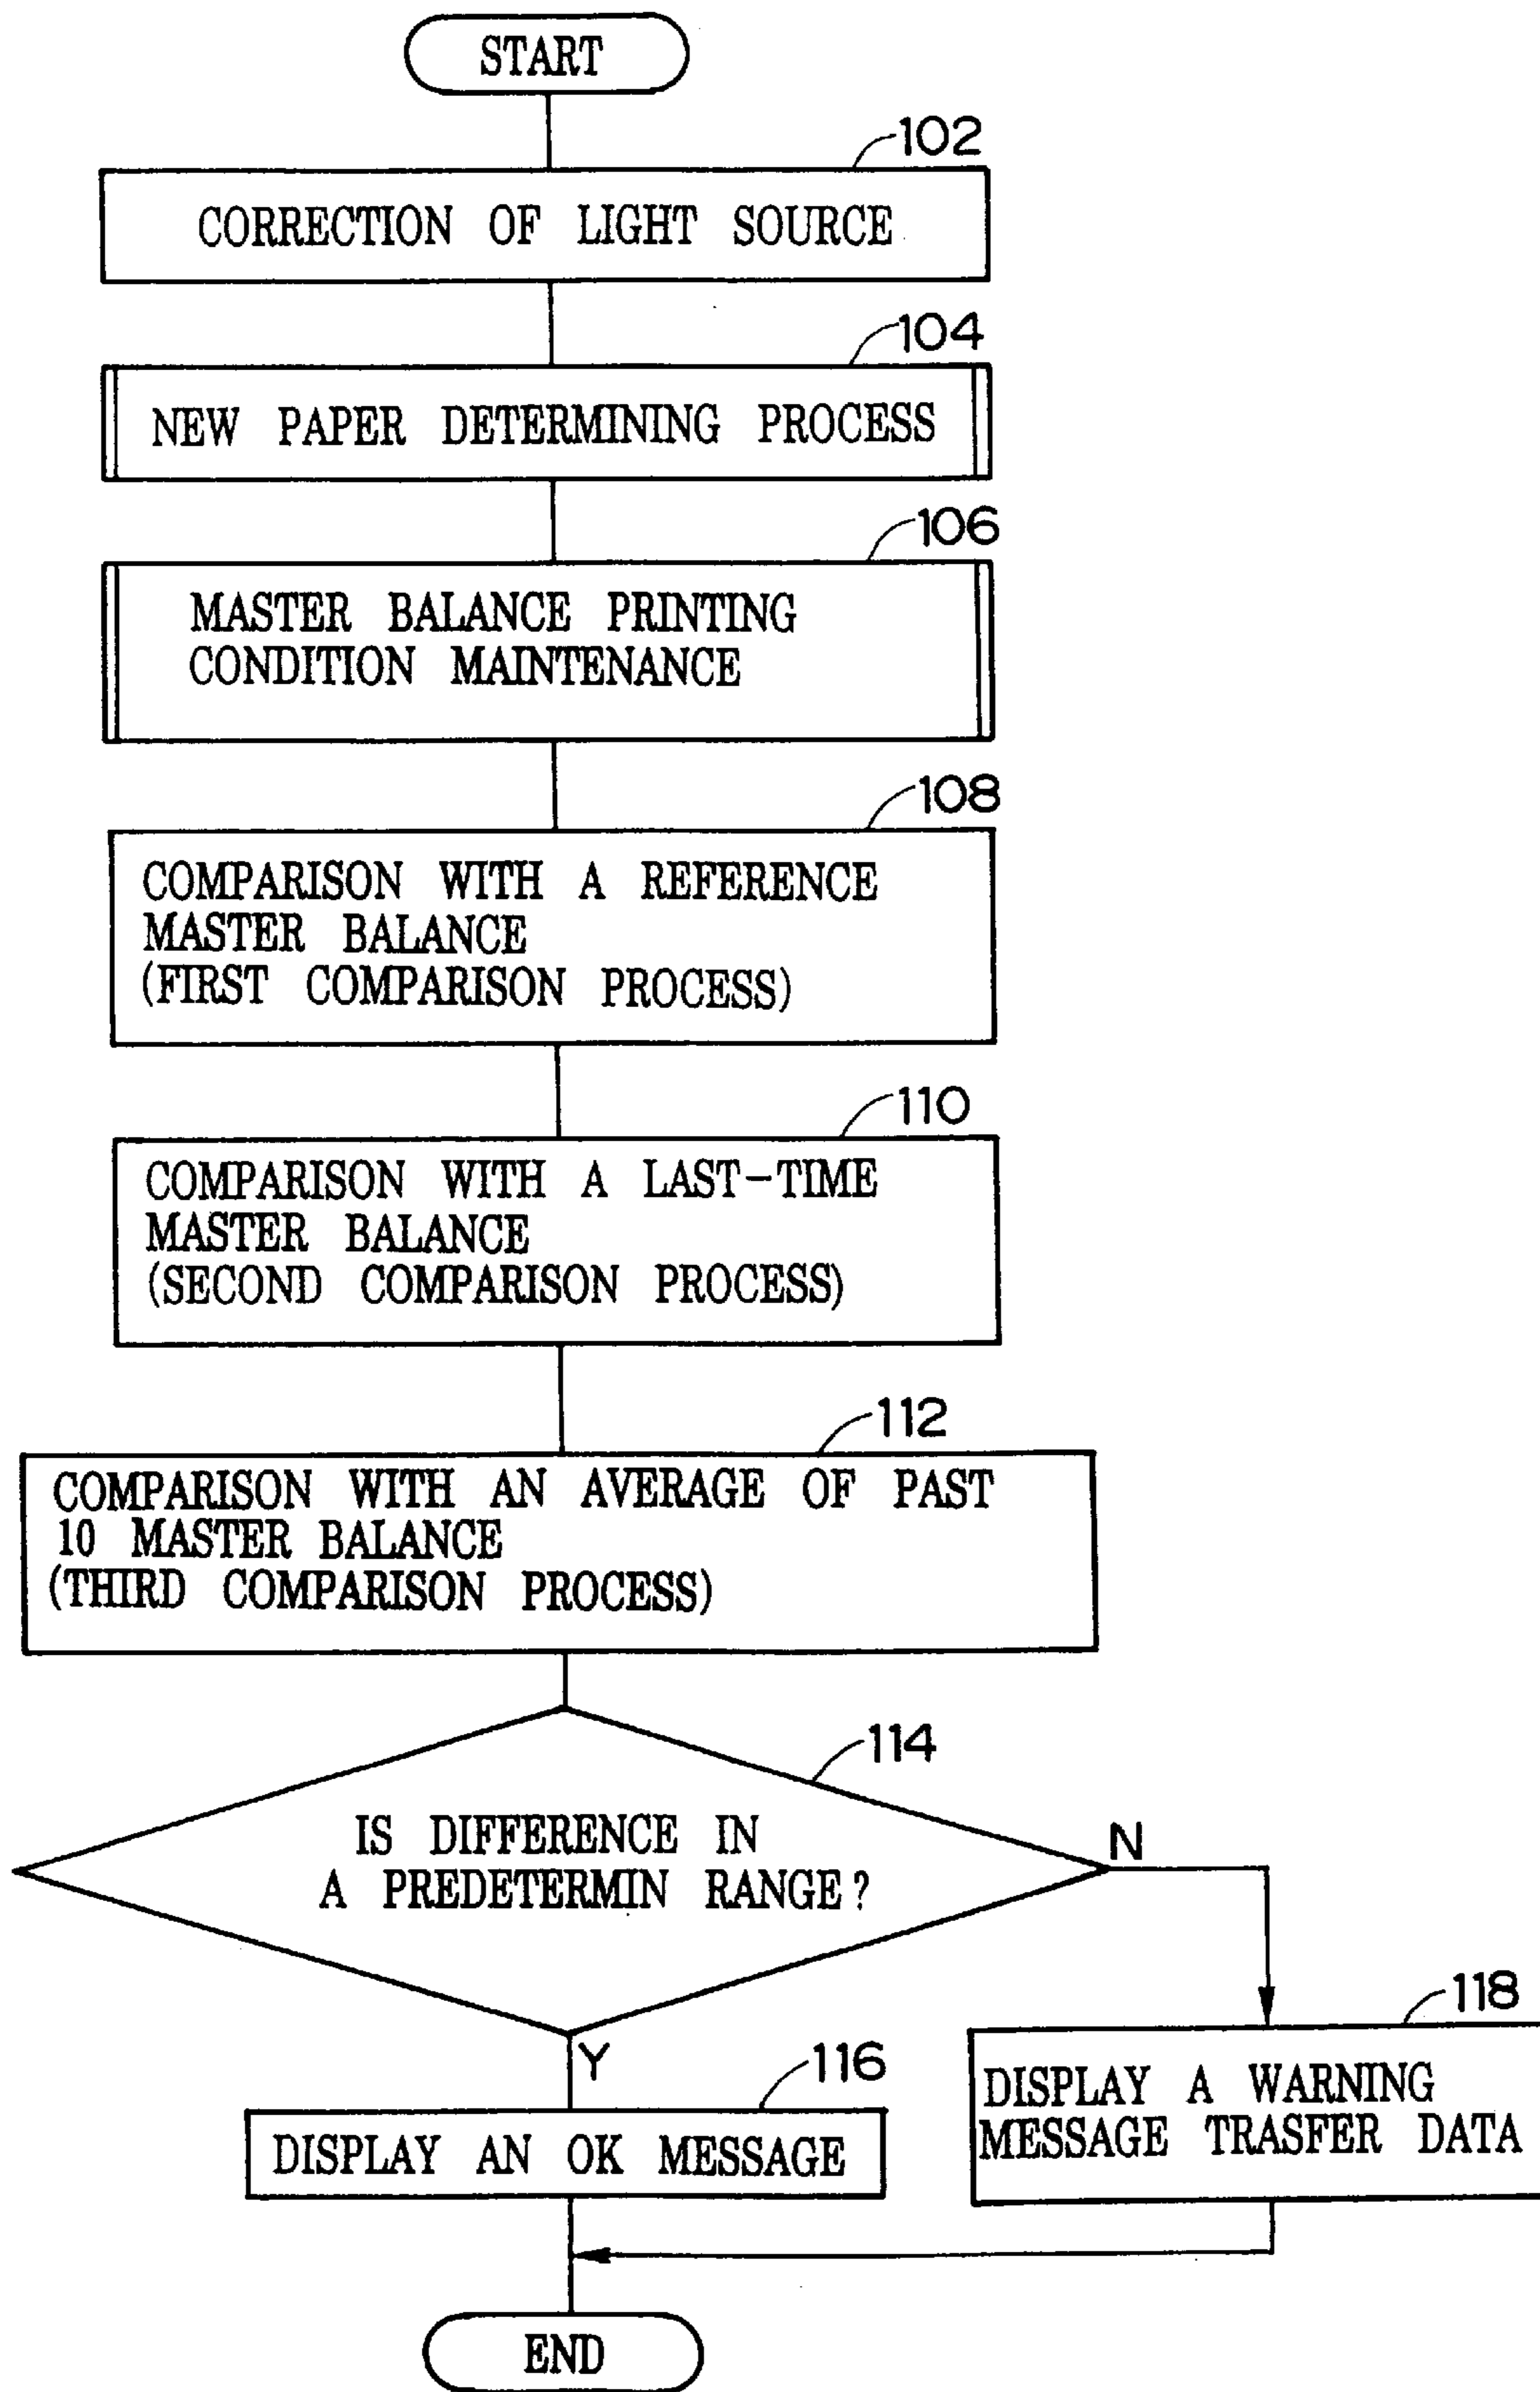 START
102
CORRECTION OF LIGHT SOURCE
104
NEW PAPER DETERMINING PROCESS
106
MASTER BALANCE PRINTING
CONDITION MAINTENANCE
108
COMPARISON WITH A REFERENCE
MASTER BALANCE
(FIRST COMPARISON PROCESS)
110
COMPARISON WITH A LAST-TIME
MASTER BALANCE
(SECOND COMPARISON PROCESS)
112
COMPARISON WITH AN AVERAGE OF PAST
10 MASTER BALANCE
(THIRD COMPARISON PROCESS)
114
IS DIFFERENCE IN
A PREDETERMIN RANGE?
N
Y
116
DISPLAY AN OK MESSAGE
118
DISPLAY A WARNING
MESSAGE TRASFER DATA
END